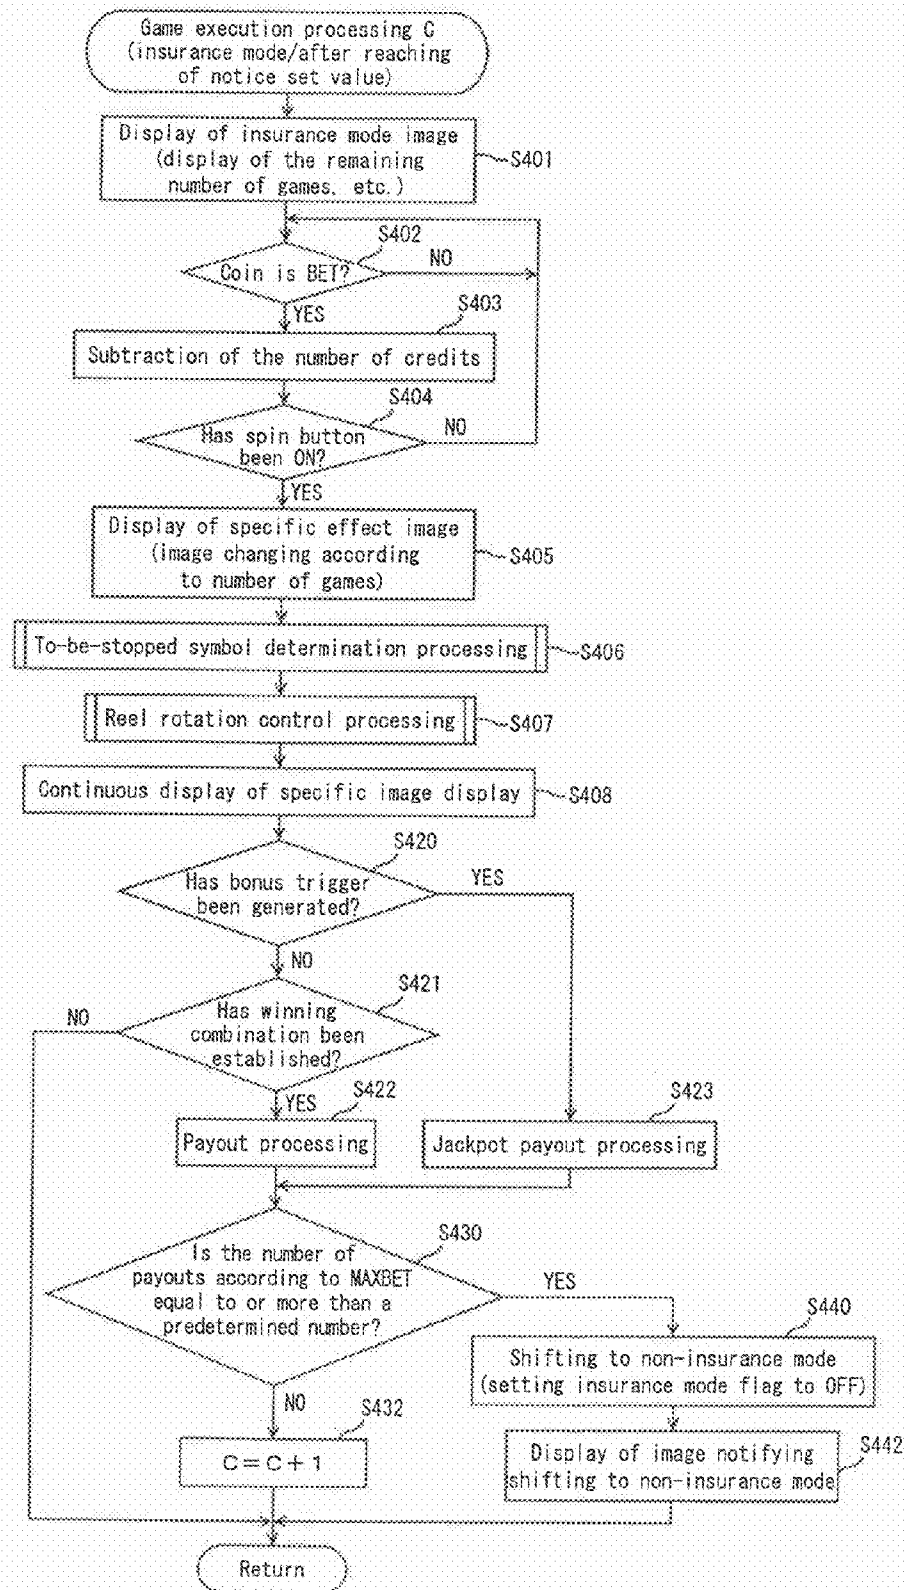 Game execution processing C
(insurance mode/after reaching
of notice set value)
Display of insurance mode image
(display of the remaining
number of games, etc.)
S401
S402
Coin is BET?
NO
YES
S403
Subtraction of the number of credits
S404
Has spin button
been ON?
NO
YES
Display of specific effect image
(image changing according
to number of games)
S405
To-be-stopped symbol determination processing
S406
Reel rotation control processing
S407
Continuous display of specific image display
S408
S420
Has bonus trigger
been generated?
YES
NO
S421
Has winning
combination been
established?
NO
YES
S422
Payout processing
S423
Jackpot payout processing
S430
Is the number of
payouts according to MAXBET
equal to or more than a
predetermined number?
YES
NO
S440
Shifting to non-insurance mode
(setting insurance mode flag to OFF)
S432
C=C+1
S442
Display of image notifying
shifting to non-insurance mode
Return